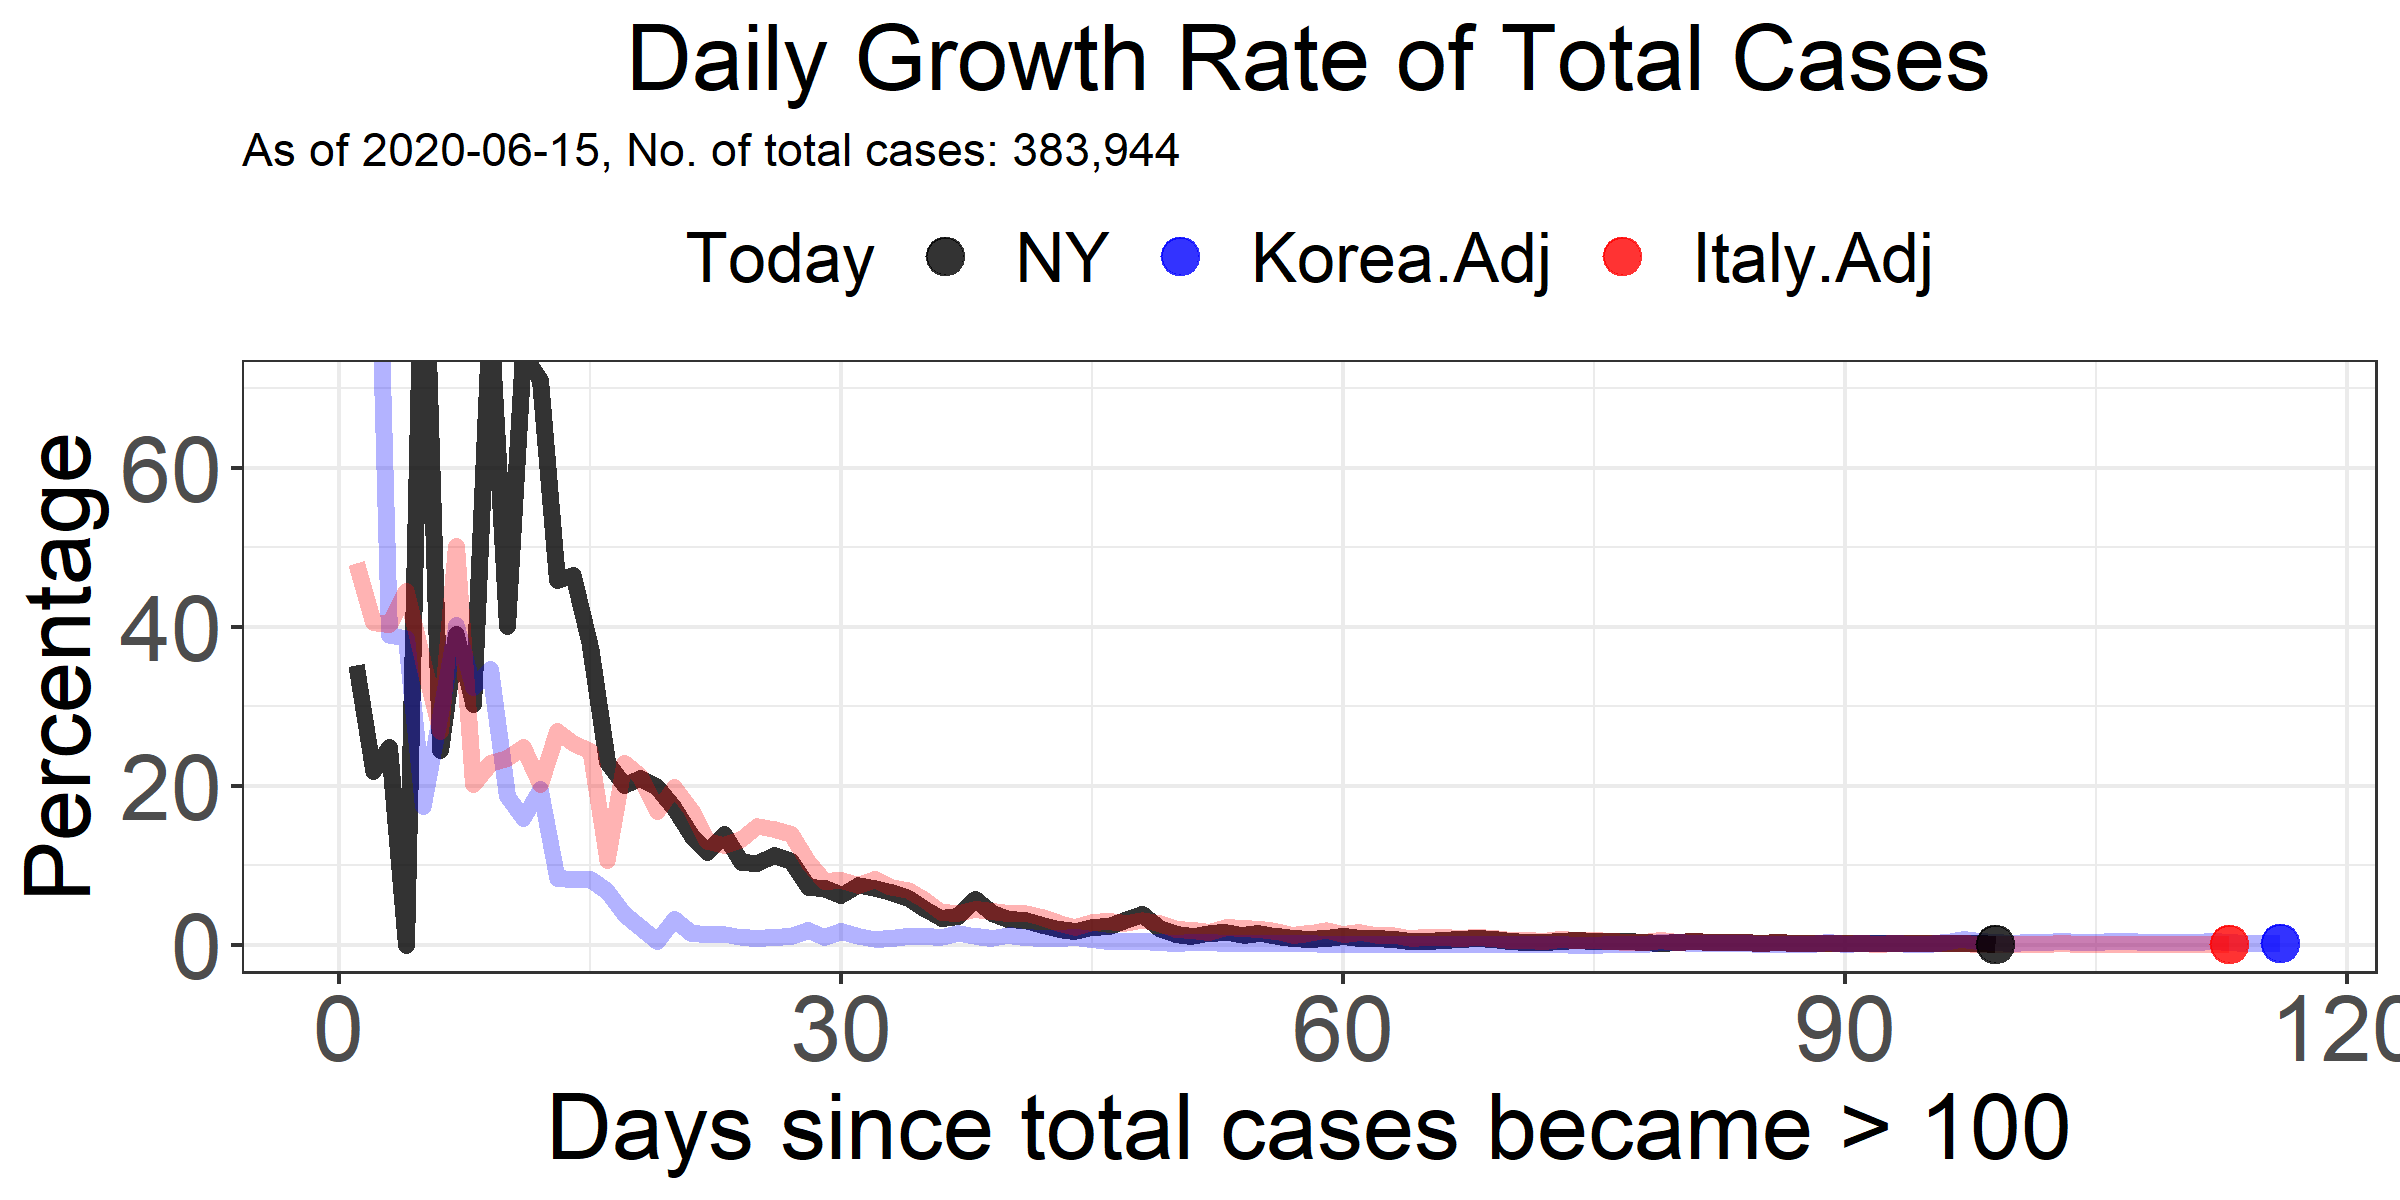 Daily Growth Rate of Total Cases
As of 2020-06-15, No. of total cases: 383,944
Today NY Korea.Adj Italy.Adj
Percentage
60
40
20
0
0 30 60 90 120
Days since total cases became > 100